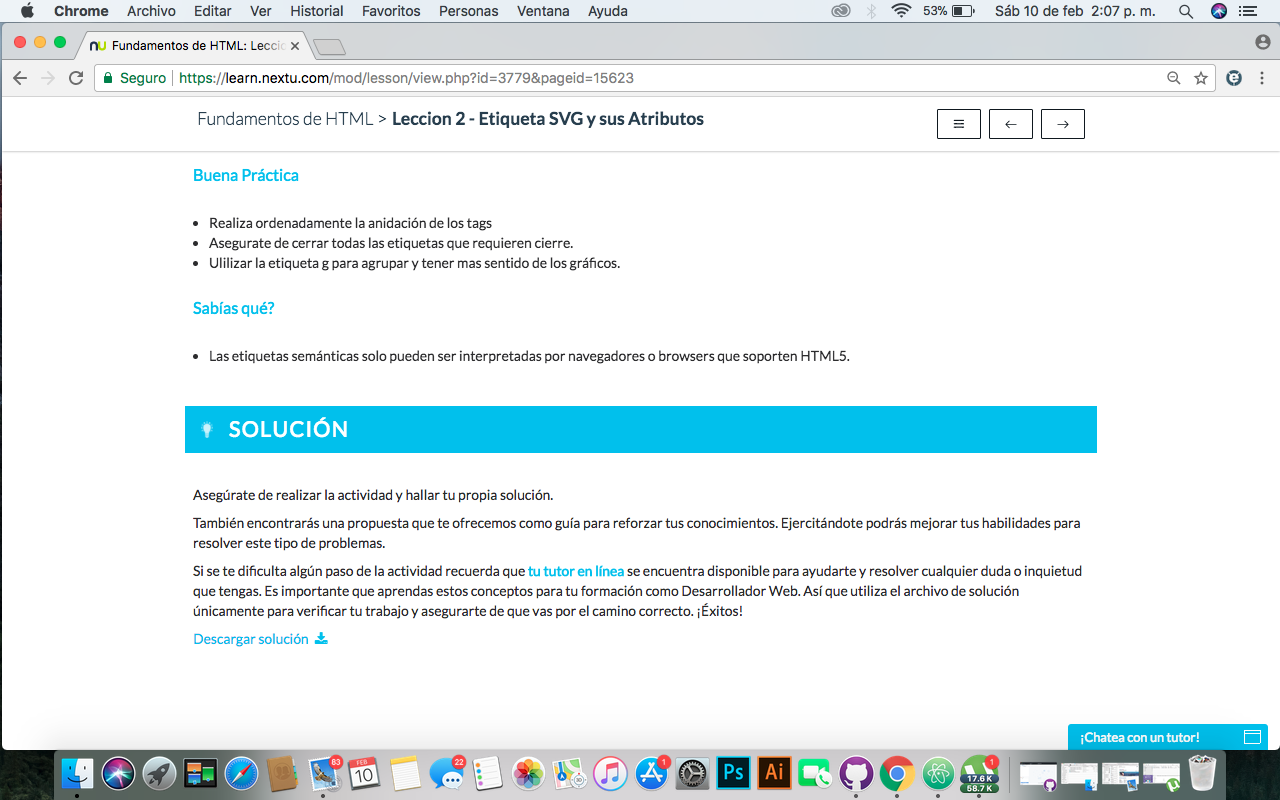 Chrome Archivo Editar Ver Historial Favoritos Personas Ventana Ayuda 53% Sáb 10 de feb 2:07 p. m.
Fundamentos de HTML: Lecci
Seguro https://learn.nextu.com/mod/lesson/view.php?id=3779&pageid=15623
Fundamentos de HTML > Leccion 2 - Etiqueta SVG y sus Atributos
Buena Práctica
Realiza ordenadamente la anidación de los tags
Asegurate de cerrar todas las etiquetas que requieren cierre.
Ulilizar la etiqueta g para agrupar y tener mas sentido de los gráficos.
Sabías qué?
Las etiquetas semánticas solo pueden ser interpretadas por navegadores o browsers que soporten HTML5.
SOLUCIÓN
Asegúrate de realizar la actividad y hallar tu propia solución.
También encontrarás una propuesta que te ofrecemos como guía para reforzar tus conocimientos. Ejercitándote podrás mejorar tus habilidades para
resolver este tipo de problemas.
Si se te dificulta algún paso de la actividad recuerda que tu tutor en línea se encuentra disponible para ayudarte y resolver cualquier duda o inquietud
que tengas. Es importante que aprendas estos conceptos para tu formación como Desarrollador Web. Así que utiliza el archivo de solución
únicamente para verificar tu trabajo y asegurarte de que vas por el camino correcto. ¡Éxitos!
Descargar solución
¡Chatea con un tutor!
83
FEB
10
22
1
Ps
Ai
1
17.6 K
58.7 K